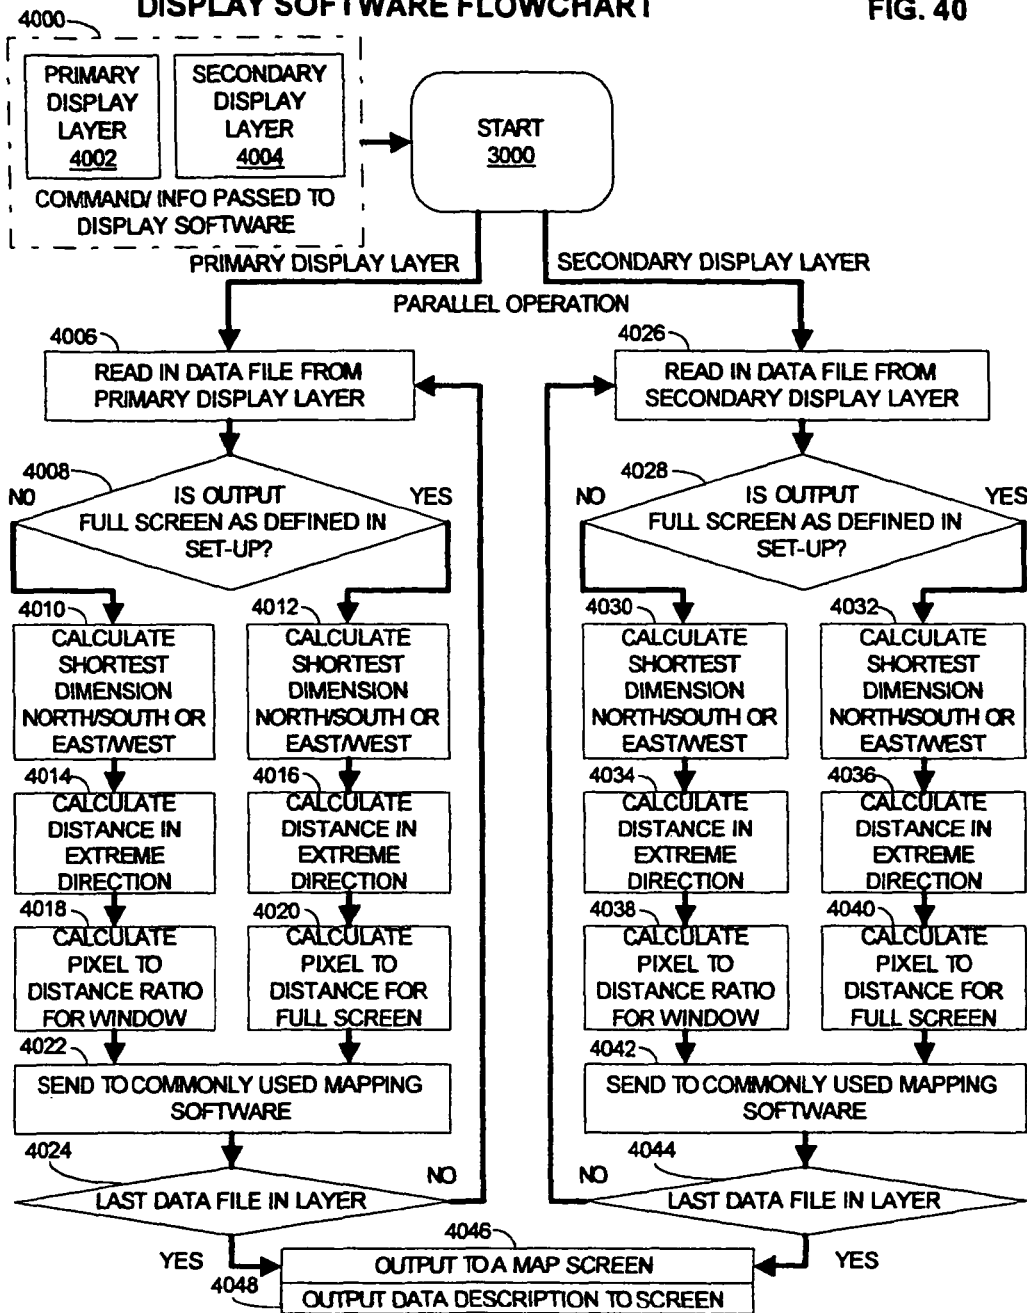 DISPLAY SOFTWARE FLOWCHART
FIG. 40
4000
PRIMARY
DISPLAY
LAYER
4002
SECONDARY
DISPLAY
LAYER
4004
COMMAND/ INFO PASSED TO
DISPLAY SOFTWARE
START
3000
PRIMARY DISPLAY LAYER
SECONDARY DISPLAY LAYER
PARALLEL OPERATION
4006
READ IN DATA FILE FROM
PRIMARY DISPLAY LAYER
4008
NO
YES
IS OUTPUT
FULL SCREEN AS DEFINED IN
SET-UP?
4010
CALCULATE
SHORTEST
DIMENSION
NORTH/SOUTH OR
EAST/WEST
4012
CALCULATE
SHORTEST
DIMENSION
NORTH/SOUTH OR
EAST/WEST
4014
CALCULATE
DISTANCE IN
EXTREME
DIRECTION
4016
CALCULATE
DISTANCE IN
EXTREME
DIRECTION
4018
CALCULATE
PIXEL TO
DISTANCE RATIO
FOR WINDOW
4020
CALCULATE
PIXEL TO
DISTANCE FOR
FULL SCREEN
4022
SEND TO COMMONLY USED MAPPING
SOFTWARE
4024
NO
LAST DATA FILE IN LAYER
YES
4026
READ IN DATA FILE FROM
SECONDARY DISPLAY LAYER
4028
NO
YES
IS OUTPUT
FULL SCREEN AS DEFINED IN
SET-UP?
4030
CALCULATE
SHORTEST
DIMENSION
NORTH/SOUTH OR
EAST/WEST
4032
CALCULATE
SHORTEST
DIMENSION
NORTH/SOUTH OR
EAST/WEST
4034
CALCULATE
DISTANCE IN
EXTREME
DIRECTION
4036
CALCULATE
DISTANCE IN
EXTREME
DIRECTION
4038
CALCULATE
PIXEL TO
DISTANCE RATIO
FOR WINDOW
4040
CALCULATE
PIXEL TO
DISTANCE FOR
FULL SCREEN
4042
SEND TO COMMONLY USED MAPPING
SOFTWARE
4044
NO
LAST DATA FILE IN LAYER
YES
4046
OUTPUT TO A MAP SCREEN
4048
OUTPUT DATA DESCRIPTION TO SCREEN